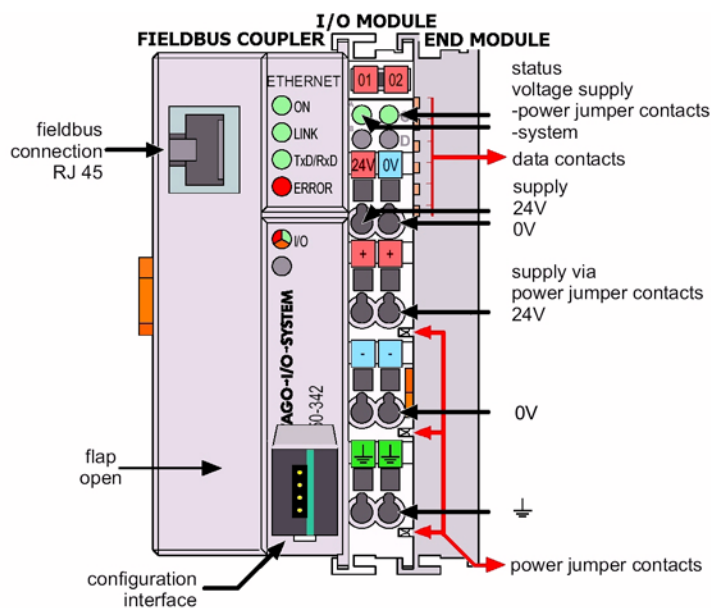 I/O MODULE
FIELDBUS COUPLER
END MODULE
ETHERNET
ON
LINK
TxD/RxD
ERROR
I/O
AGO-I/O-SYSTEM
50-342
01 02
A
D
24V 0V
+ +
- -
fieldbus
connection
RJ 45
flap
open
configuration
interface
status
voltage supply
-power jumper contacts
-system
data contacts
supply
24V
0V
supply via
power jumper contacts
24V
0V
power jumper contacts